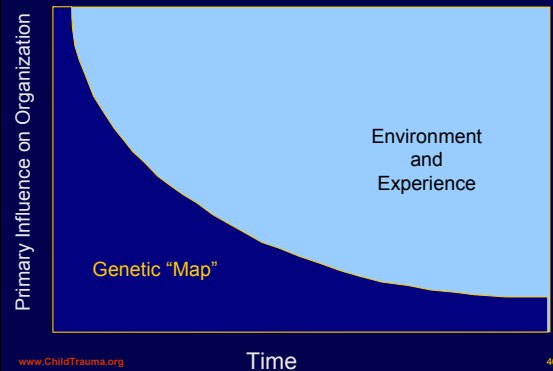 Primary Influence on Organization
Environment
and
Experience
Genetic “Map”
Time
www.ChildTrauma.org